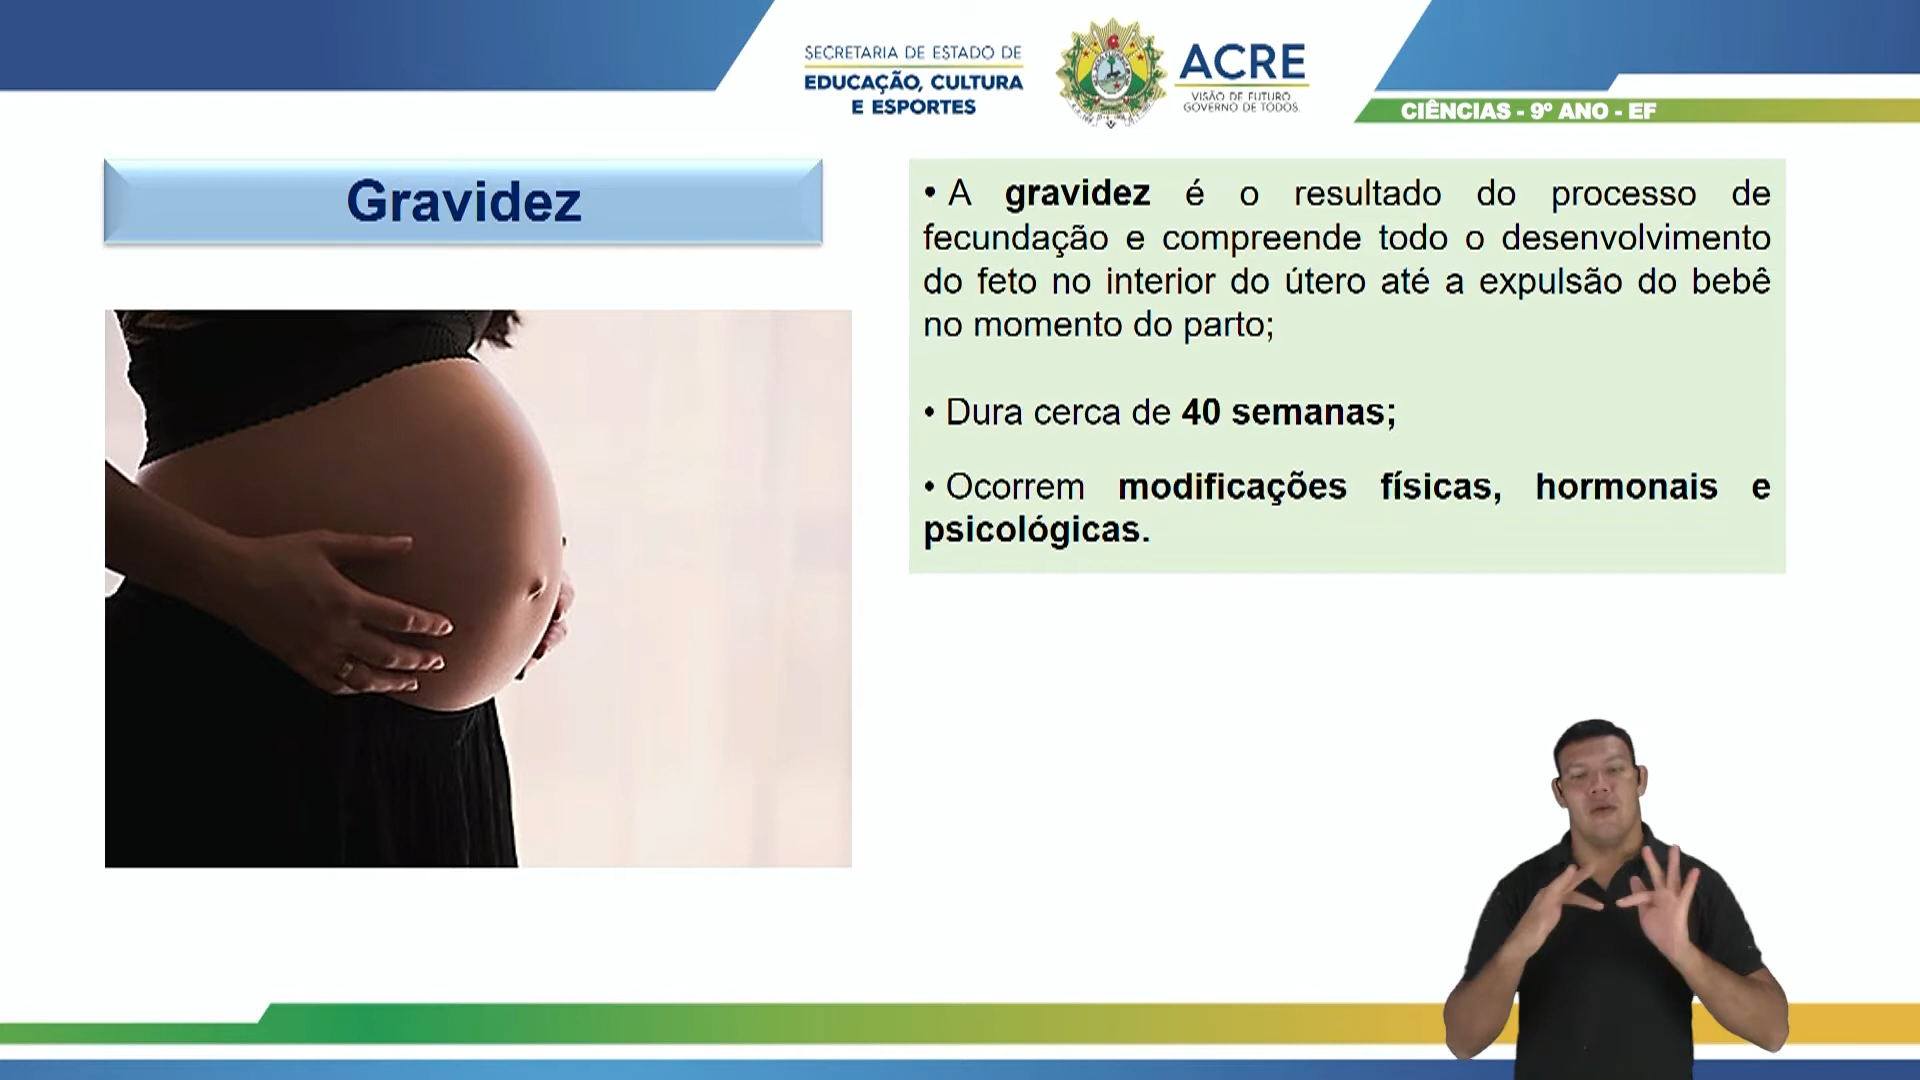 SECRETARIA DE ESTADO DE
EDUCAÇÃO, CULTURA
E ESPORTES
ACRE
VISÃO DE FUTURO
GOVERNO DE TODOS.
CIÊNCIAS - 9º ANO - EF
Gravidez
• A gravidez é o resultado do processo de
fecundação e compreende todo o desenvolvimento
do feto no interior do útero até a expulsão do bebê
no momento do parto;
• Dura cerca de 40 semanas;
• Ocorrem modificações físicas, hormonais e
psicológicas.